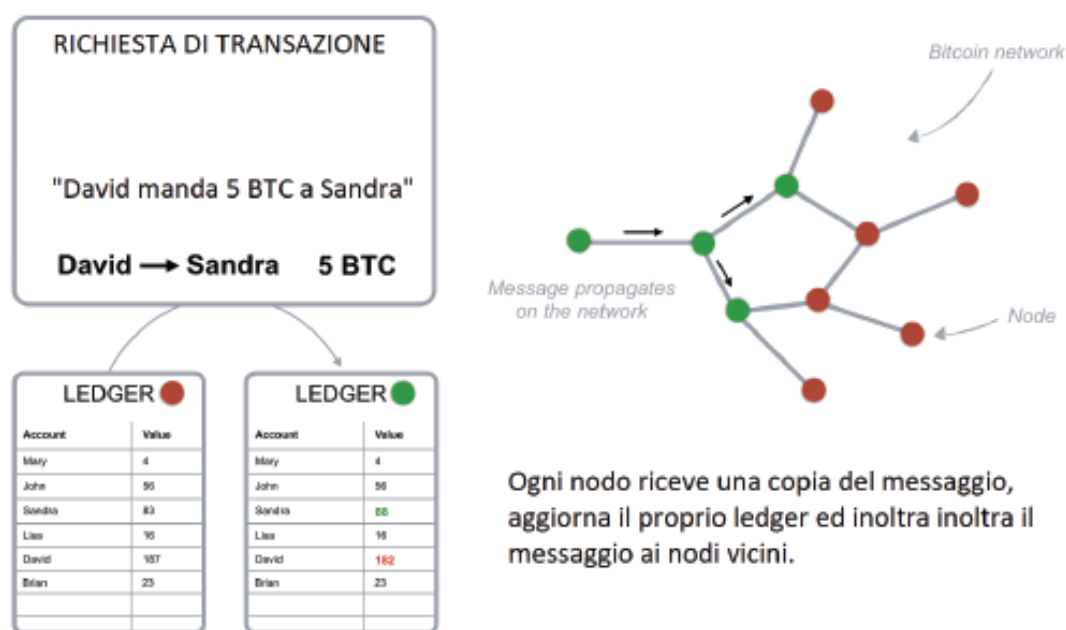 RICHIESTA DI TRANSAZIONE
"David manda 5 BTC a Sandra"
David → Sandra 5 BTC
LEDGER
Account Value
Mary 4
John 56
Sandra 83
Lisa 16
David 187
Brian 23
LEDGER
Account Value
Mary 4
John 56
Sandra 88
Lisa 16
David 182
Brian 23
Bitcoin network
Message propagates
on the network
Node
Ogni nodo riceve una copia del messaggio,
aggiorna il proprio ledger ed inoltra inoltra il
messaggio ai nodi vicini.